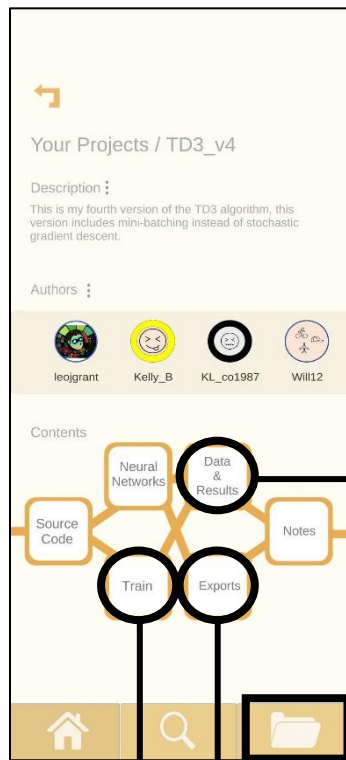 Your Projects / TD3_v4
Description
This is my fourth version of the TD3 algorithm, this
version includes mini-batching instead of stochastic
gradient descent.
Authors
leojgrant
Kelly_B
KL_co1987
Will12
Contents
Neural
Networks
Data
&
Results
Source
Code
Notes
Train
Exports